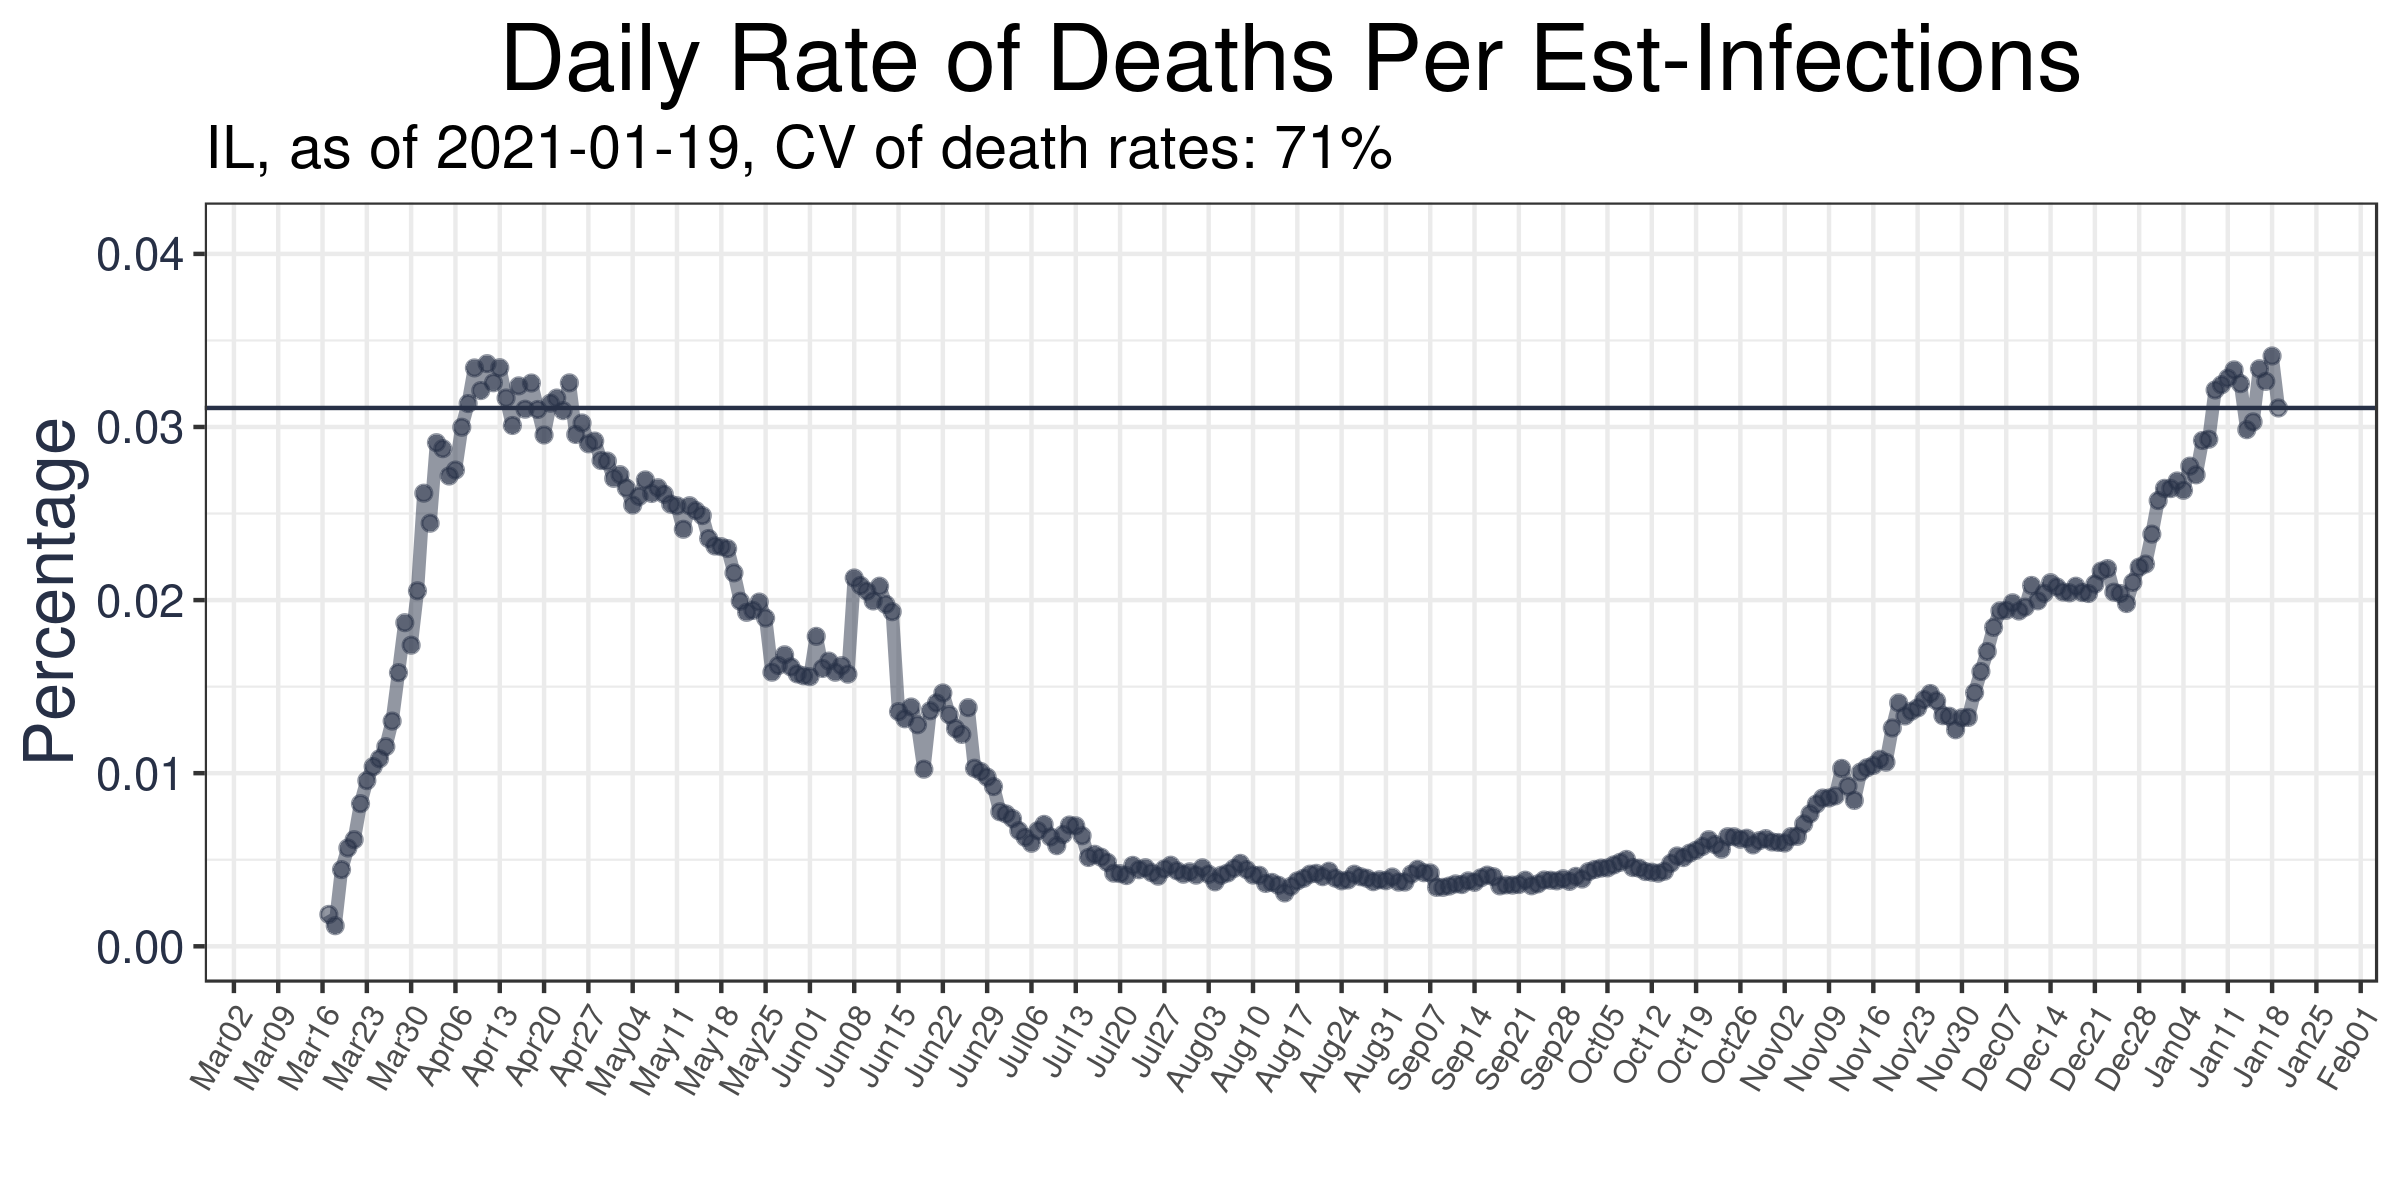 Daily Rate of Deaths Per Est-Infections
IL, as of 2021-01-19, CV of death rates: 71%
Percentage
0.04
0.03
0.02
0.01
0.00
Mar02
Mar09
Mar16
Mar23
Mar30
Apr06
Apr13
Apr20
Apr27
May04
May11
May18
May25
Jun01
Jun08
Jun15
Jun22
Jun29
Jul06
Jul13
Jul20
Jul27
Aug03
Aug10
Aug17
Aug24
Aug31
Sep07
Sep14
Sep21
Sep28
Oct05
Oct12
Oct19
Oct26
Nov02
Nov09
Nov16
Nov23
Nov30
Dec07
Dec14
Dec21
Dec28
Jan04
Jan11
Jan18
Jan25
Feb01